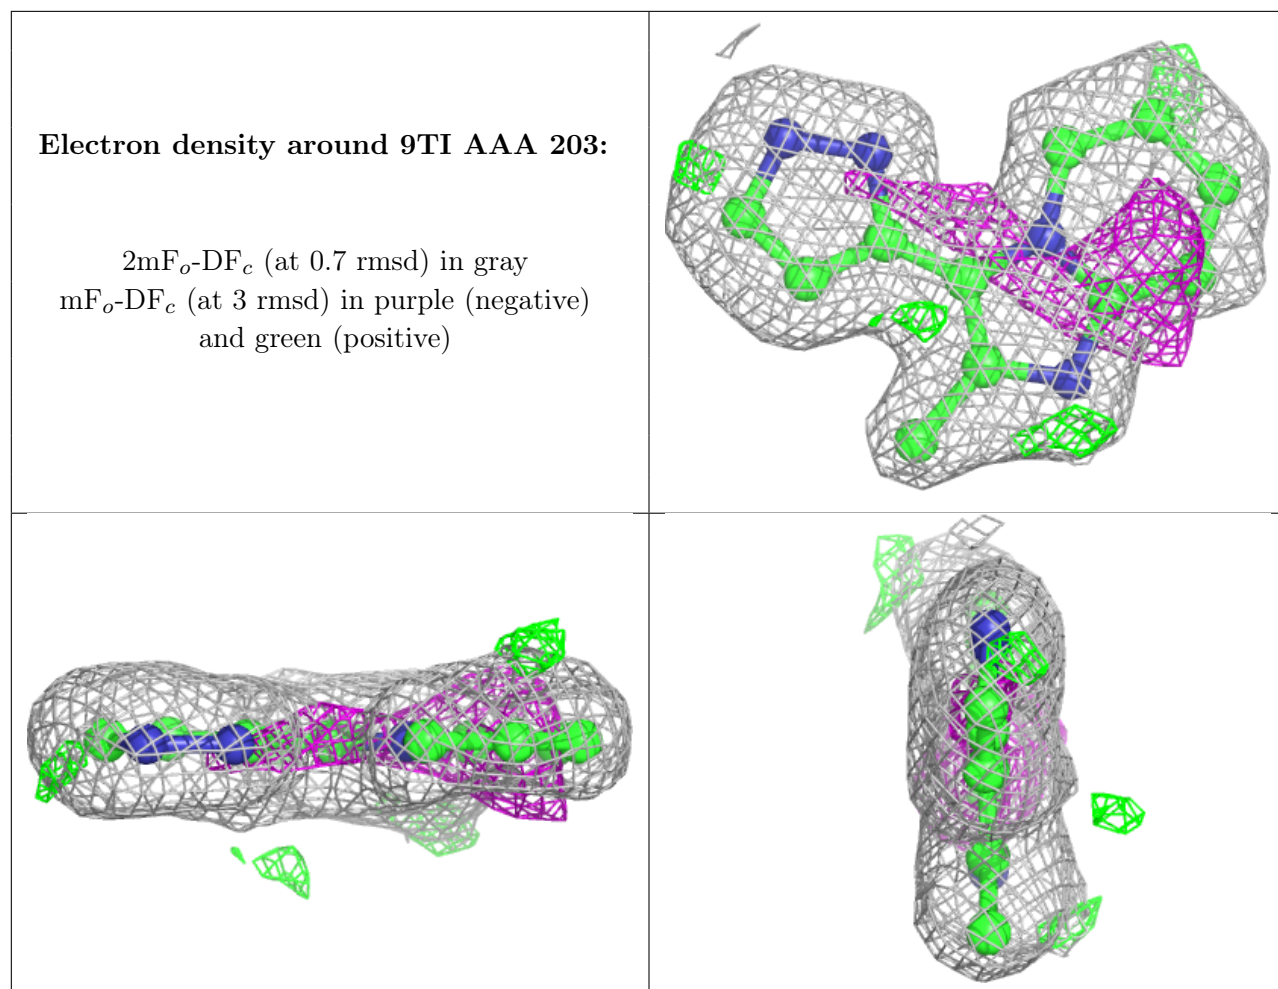 Electron density around 9TI AAA 203:
2mFo-DFc (at 0.7 rmsd) in gray
mFo-DFc (at 3 rmsd) in purple (negative)
and green (positive)